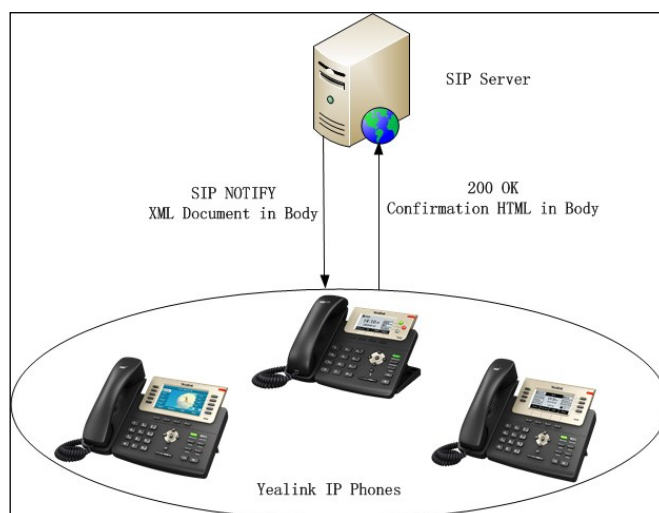 SIP Server
SIP NOTIFY
XML Document in Body
200 OK
Confirmation HTML in Body
Yealink IP Phones